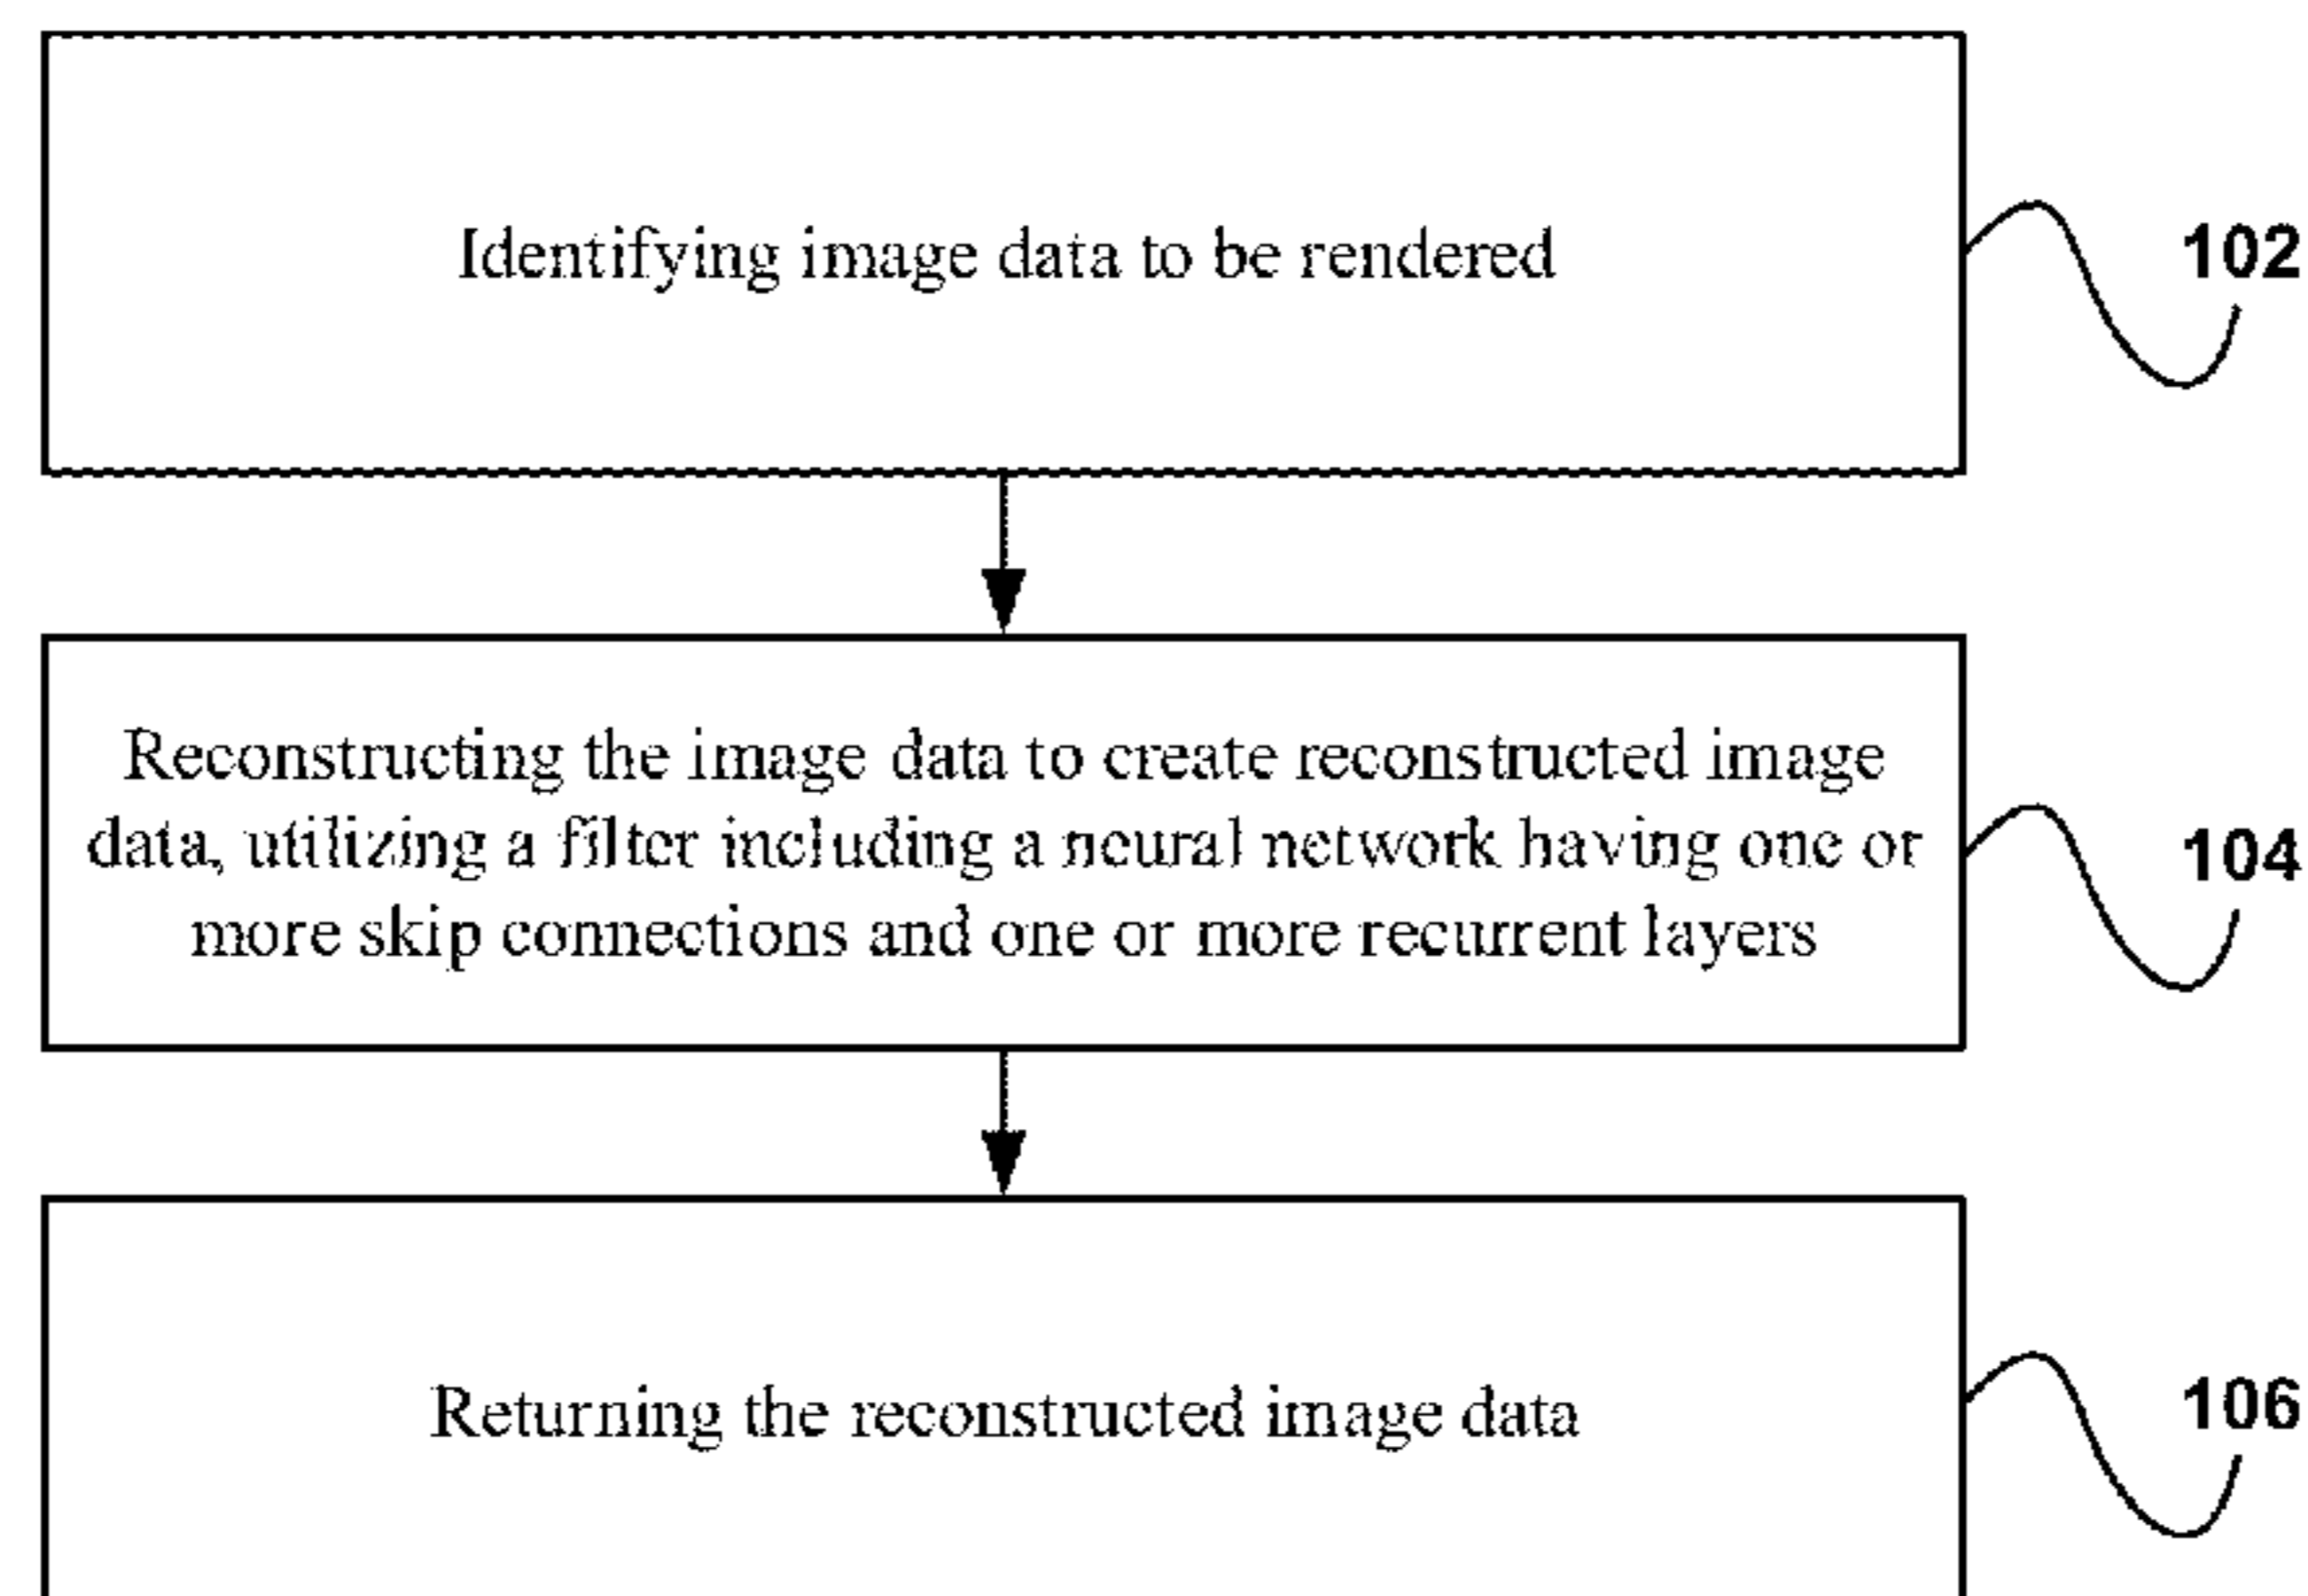 Identifying image data to be rendered
102
Reconstructing the image data to create reconstructed image
data, utilizing a filter including a neural network having one or
more skip connections and one or more recurrent layers
104
Returning the reconstructed image data
106